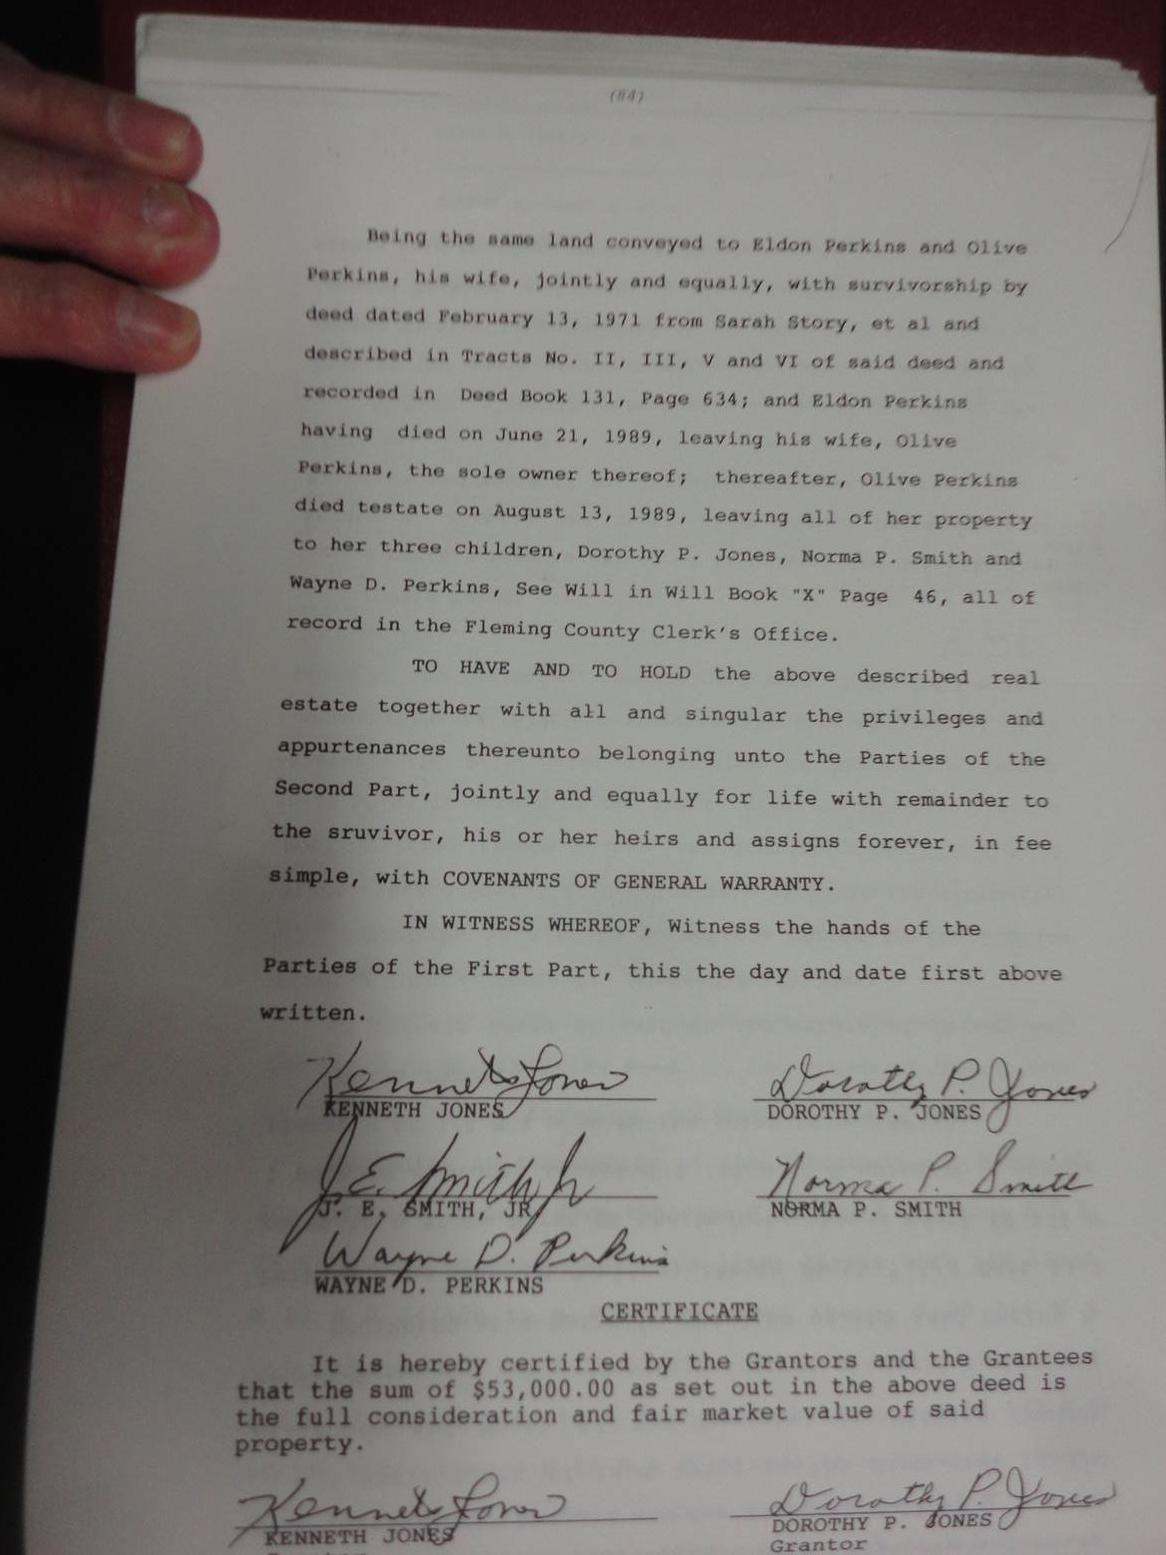 (84)
Being the same land conveyed to Eldon Perkins and Olive
Perkins, his wife, jointly and equally, with survivorship by
deed dated February 13, 1971 from Sarah Story, et al and
described in Tracts No. II, III, V and VI of said deed and
recorded in Deed Book 131, Page 634; and Eldon Perkins
having died on June 21, 1989, leaving his wife, Olive
Perkins, the sole owner thereof; thereafter, Olive Perkins
died testate on August 13, 1989, leaving all of her property
to her three children, Dorothy P. Jones, Norma P. Smith and
Wayne D. Perkins, See Will in Will Book "X" Page 46, all of
record in the Fleming County Clerk's Office.
TO HAVE AND TO HOLD the above described real
estate together with all and singular the privileges and
appurtenances thereunto belonging unto the Parties of the
Second Part, jointly and equally for life with remainder to
the sruvivor, his or her heirs and assigns forever, in fee
simple, with COVENANTS OF GENERAL WARRANTY.
IN WITNESS WHEREOF, Witness the hands of the
Parties of the First Part, this the day and date first above
written.
Kenneth Jones Dorothy P. Jones
KENNETH JONES DOROTHY P. JONES
J. E. Smith Jr Norma P. Smith
J. E. SMITH, JR. NORMA P. SMITH
Wayne D. Perkins
WAYNE D. PERKINS
CERTIFICATE
It is hereby certified by the Grantors and the Grantees
that the sum of $53,000.00 as set out in the above deed is
the full consideration and fair market value of said
property.
Kenneth Jones Dorothy P. Jones
KENNETH JONES DOROTHY P. JONES
Grantor